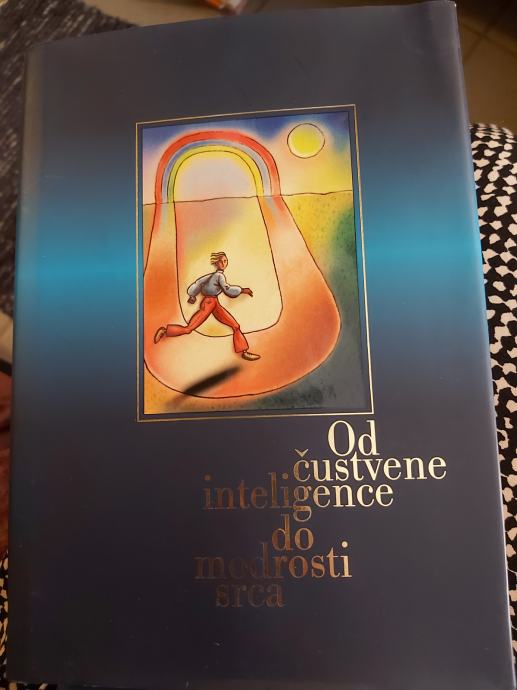 Od
čustvene
inteligence
do
modrosti
srca